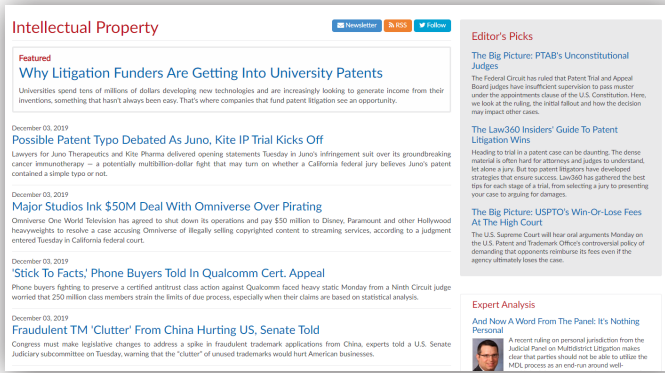 Intellectual Property
Newsletter
RSS
Follow
Featured
Why Litigation Funders Are Getting Into University Patents
Universities spend tens of millions of dollars developing new technologies and are increasingly looking to generate income from their
inventions, something that hasn't always been easy. That's where companies that fund patent litigation see an opportunity.
December 03, 2019
Possible Patent Typo Debated As Juno, Kite IP Trial Kicks Off
Lawyers for Juno Therapeutics and Kite Pharma delivered opening statements Tuesday in Juno's infringement suit over its groundbreaking
cancer immunotherapy — a potentially multibillion-dollar fight that may turn on whether a California federal jury believes Juno's patent
contained a simple typo or not.
December 03, 2019
Major Studios Ink $50M Deal With Omniverse Over Pirating
Omniverse One World Television has agreed to shut down its operations and pay $50 million to Disney, Paramount and other Hollywood
heavyweights to resolve a case accusing Omniverse of illegally selling copyrighted content to streaming services, according to a judgment
entered Tuesday in California federal court.
December 03, 2019
'Stick To Facts,' Phone Buyers Told In Qualcomm Cert. Appeal
Phone buyers fighting to preserve a certified antitrust class action against Qualcomm faced heavy static Monday from a Ninth Circuit judge
worried that 250 million class members strain the limits of due process, especially when their claims are based on statistical analysis.
December 03, 2019
Fraudulent TM 'Clutter' From China Hurting US, Senate Told
Congress must make legislative changes to address a spike in fraudulent trademark applications from China, experts told a U.S. Senate
Judiciary subcommittee on Tuesday, warning that the "clutter" of unused trademarks would hurt American businesses.
Editor's Picks
The Big Picture: PTAB's Unconstitutional
Judges
The Federal Circuit has ruled that Patent Trial and Appeal
Board judges have insufficient supervision to pass muster
under the appointments clause of the U.S. Constitution. Here,
we look at the ruling, the initial fallout and how the decision
may impact other cases.
The Law360 Insiders' Guide To Patent
Litigation Wins
Heading to trial in a patent case can be daunting. The dense
material is often hard for attorneys and judges to understand,
let alone a jury. But top patent litigators have developed
strategies that ensure success. Law360 has gathered the best
tips for each stage of a trial, from selecting a jury to presenting
your case to arguing for damages.
The Big Picture: USPTO's Win-Or-Lose Fees
At The High Court
The U.S. Supreme Court will hear oral arguments Monday on
the U.S. Patent and Trademark Office's controversial policy of
demanding that opponents reimburse its fees even if the
agency ultimately loses the case.
Expert Analysis
And Now A Word From The Panel: It's Nothing
Personal
A recent ruling on personal jurisdiction from the
Judicial Panel on Multidistrict Litigation makes
clear that parties should not be able to utilize the
MDL process as an end-run around well-